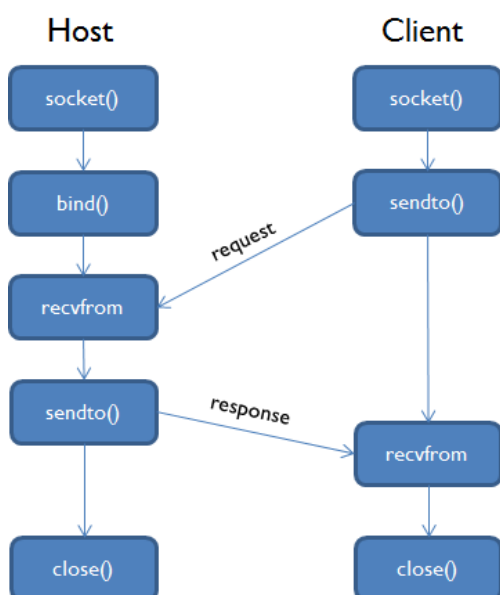 Host
Client
socket()
socket()
bind()
sendto()
request
recvfrom
sendto()
response
recvfrom
close()
close()